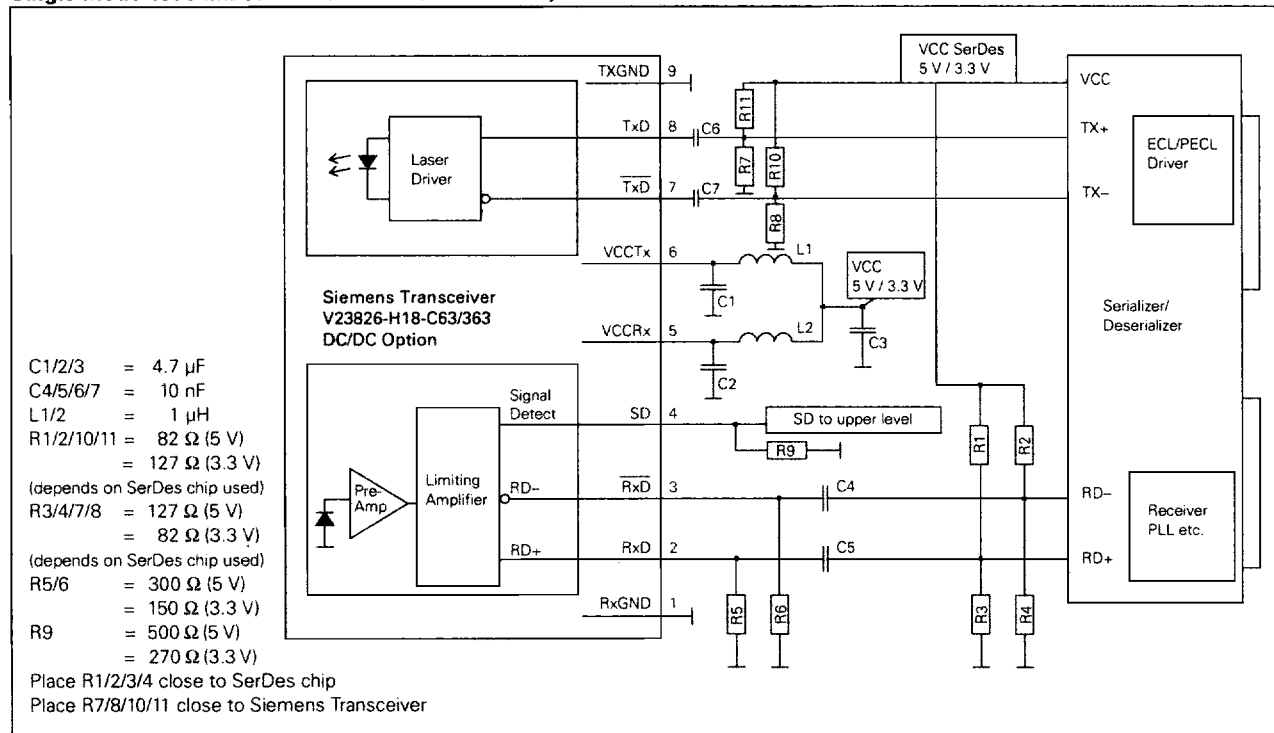 TXGND 9
TxD 8 C6
TxD 7 C7
VCCTx 6
L1
C1
VCCRx 5
L2
C2
C3
VCC
5 V / 3.3 V
VCC SerDes
5 V / 3.3 V
R11
R7
R10
R8
Laser
Driver
Siemens Transceiver
V23826-H18-C63/363
DC/DC Option
Signal
Detect
SD 4
SD to upper level
R9
Pre-
Amp
Limiting
Amplifier
RD–
RxD 3
C4
RD+
RxD 2
C5
RxGND 1
R5
R6
R1
R2
R3
R4
VCC
TX+
TX–
ECL/PECL
Driver
Serializer/
Deserializer
RD–
RD+
Receiver
PLL etc.
C1/2/3 = 4.7 µF
C4/5/6/7 = 10 nF
L1/2 = 1 µH
R1/2/10/11 = 82 Ω (5 V)
= 127 Ω (3.3 V)
(depends on SerDes chip used)
R3/4/7/8 = 127 Ω (5 V)
= 82 Ω (3.3 V)
(depends on SerDes chip used)
R5/6 = 300 Ω (5 V)
= 150 Ω (3.3 V)
R9 = 500 Ω (5 V)
= 270 Ω (3.3 V)
Place R1/2/3/4 close to SerDes chip
Place R7/8/10/11 close to Siemens Transceiver